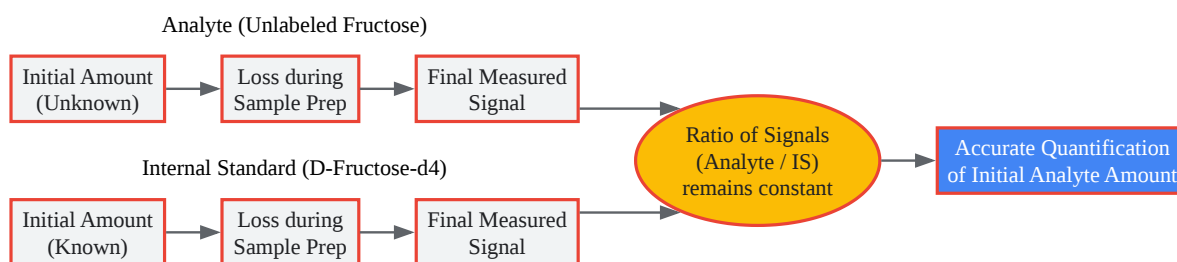 Analyte (Unlabeled Fructose)
Initial Amount
(Unknown)
Loss during
Sample Prep
Final Measured
Signal
Internal Standard (D-Fructose-d4)
Initial Amount
(Known)
Loss during
Sample Prep
Final Measured
Signal
Ratio of Signals
(Analyte / IS)
remains constant
Accurate Quantification
of Initial Analyte Amount